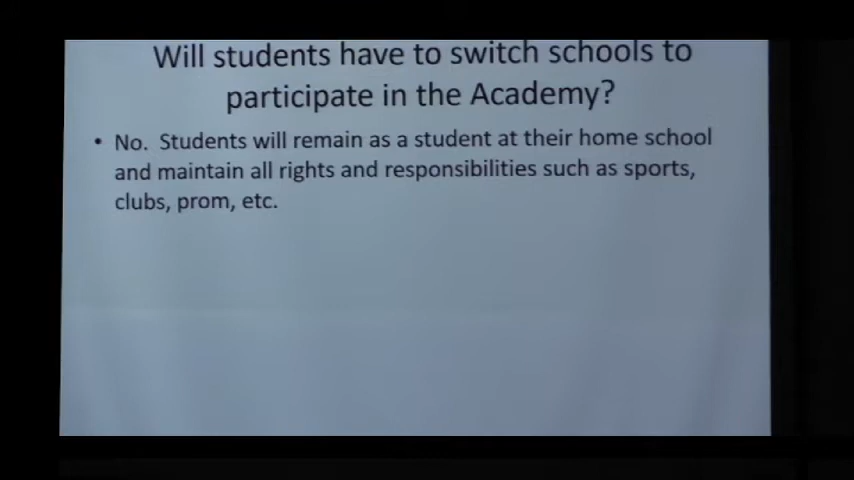 Will students have to switch schools to
participate in the Academy?
• No. Students will remain as a student at their home school
and maintain all rights and responsibilities such as sports,
clubs, prom, etc.